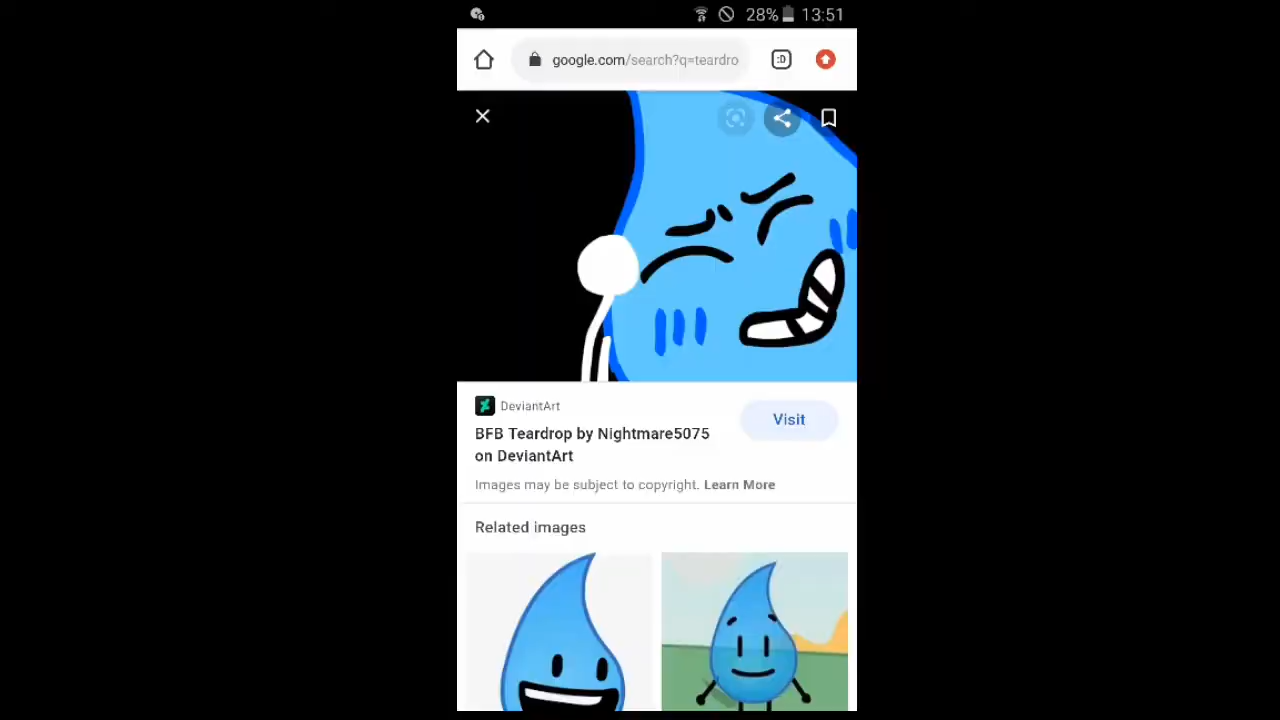 28% 13:51
google.com/search?q=teardro :D
DeviantArt
BFB Teardrop by Nightmare5075
on DeviantArt
Visit
Images may be subject to copyright. Learn More
Related images